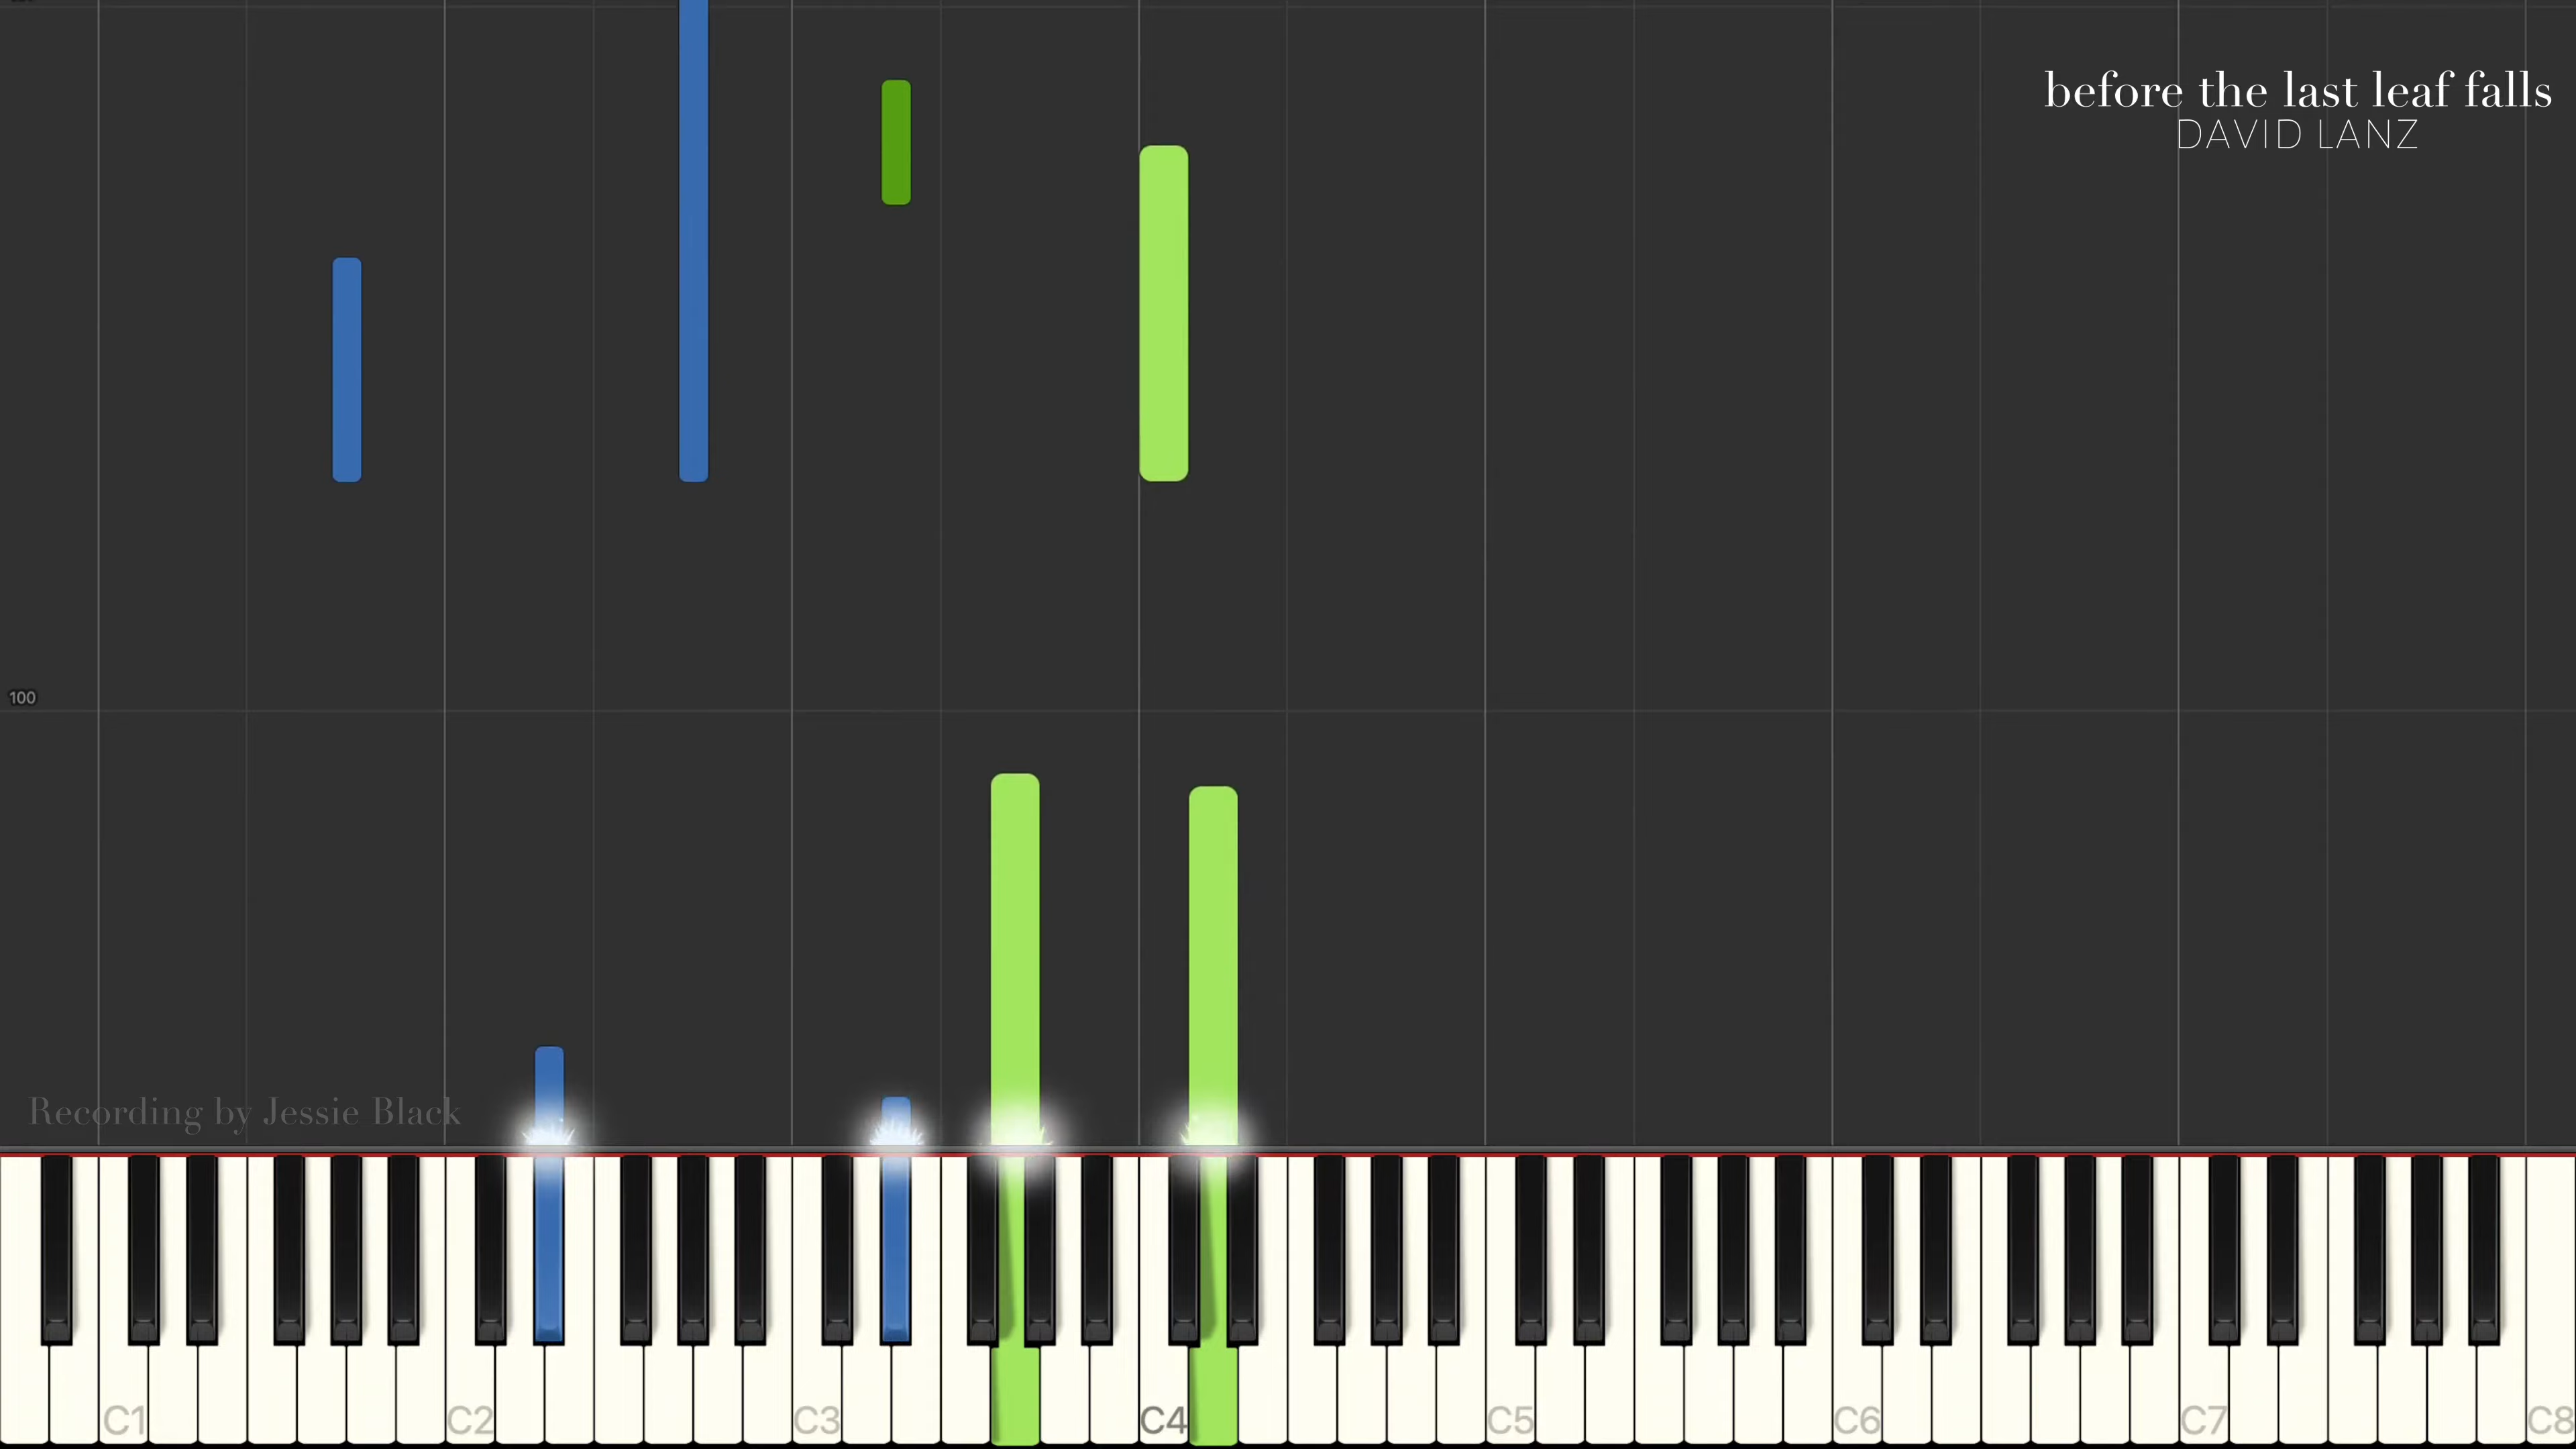 before the last leaf falls
DAVID LANZ
100
Recording by Jessie Black
C1 C2 C3 C4 C5 C6 C7 C8